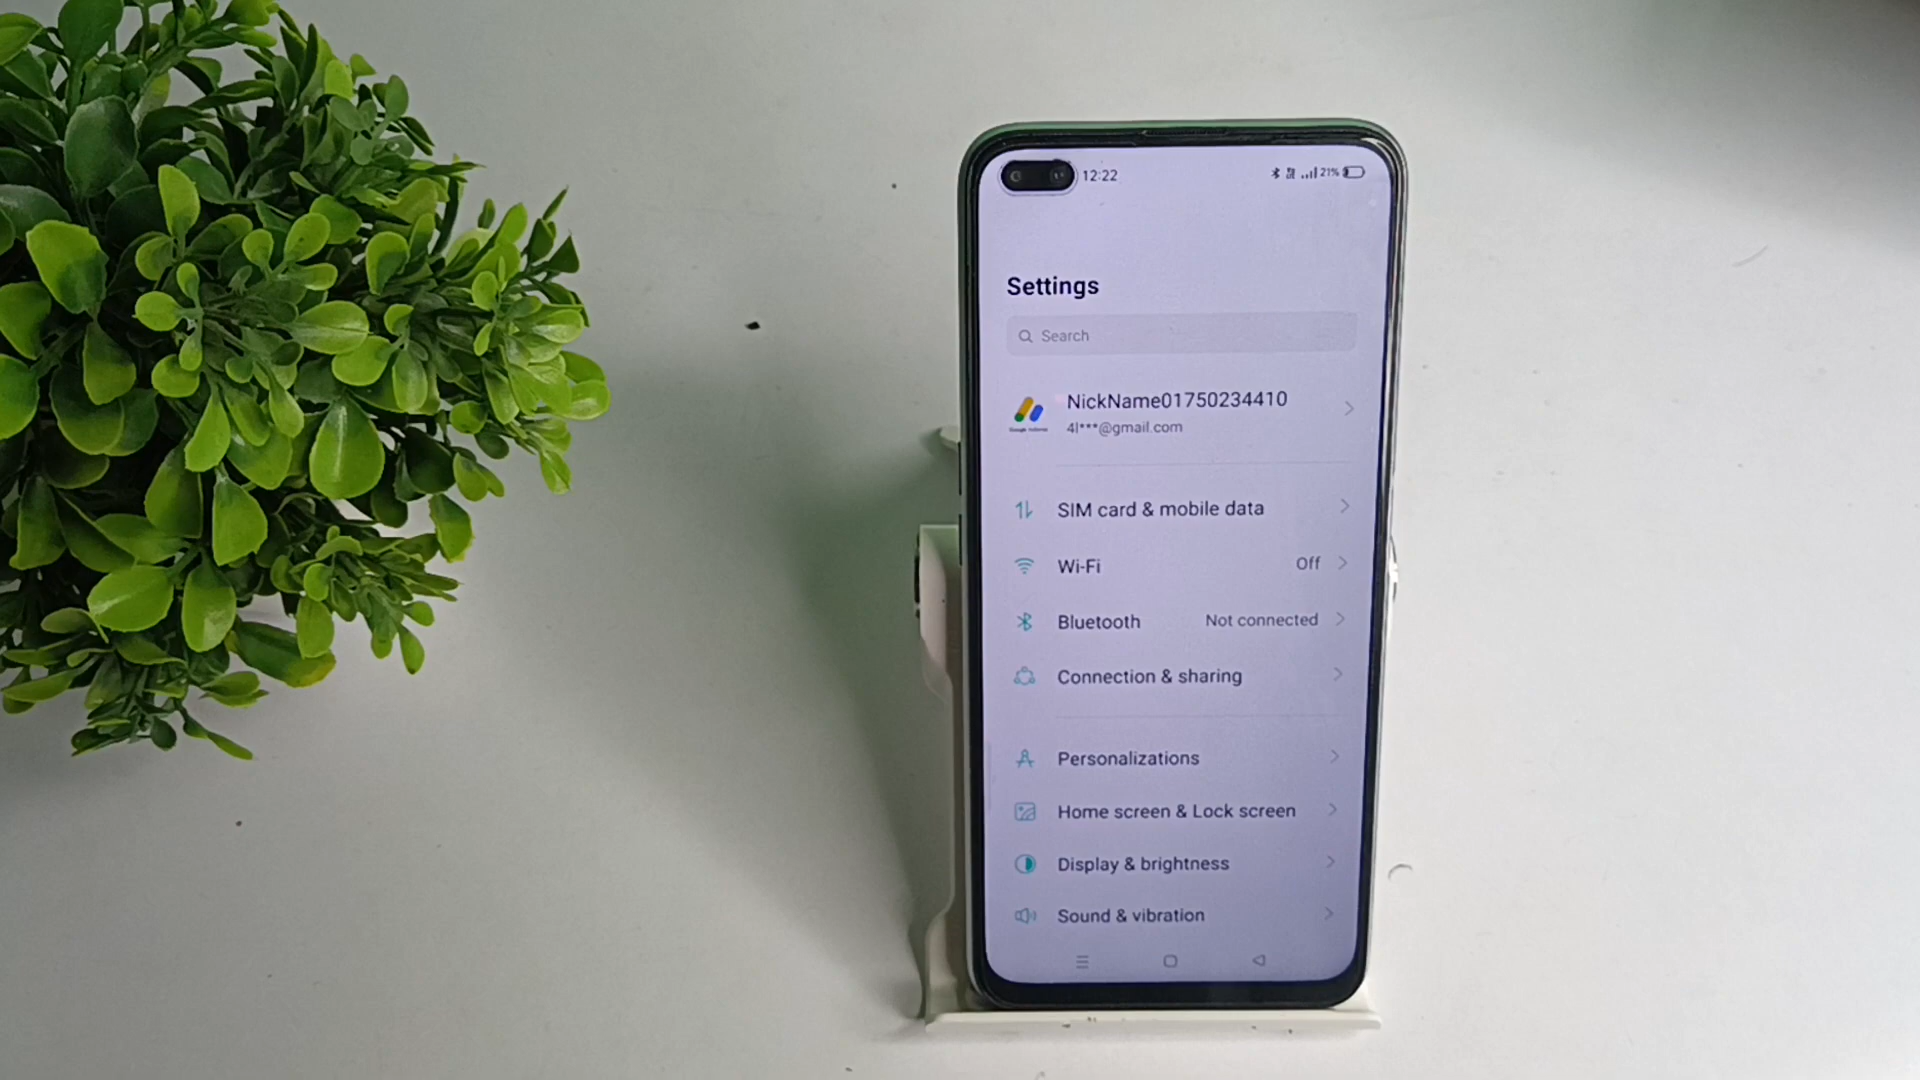 12:22
21%
Settings
Search
NickName01750234410
4l***@gmail.com
SIM card & mobile data
Wi-Fi Off
Bluetooth Not connected
Connection & sharing
Personalizations
Home screen & Lock screen
Display & brightness
Sound & vibration